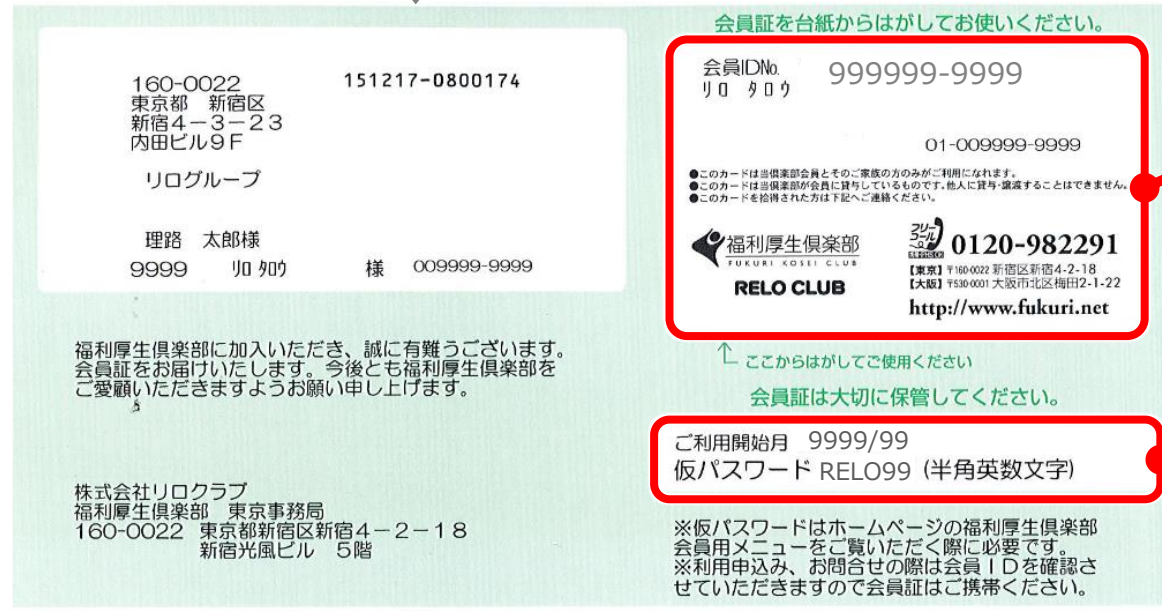 160-0022
151217-0800174
東京都 新宿区
新宿4-3-23
内田ビル9F
リログループ
理路 太郎様
9999 リロ タロウ 様 009999-9999
福利厚生倶楽部に加入いただき、誠に有難うございます。
会員証をお届けいたします。今後とも福利厚生倶楽部を
ご愛顧いただきますようお願い申し上げます。
株式会社リロクラブ
福利厚生倶楽部 東京事務局
160-0022 東京都新宿区新宿4-2-18
新宿光風ビル 5階
会員証を台紙からはがしてお使いください。
会員IDNo. 999999-9999
リロ タロウ
01-009999-9999
●このカードは当倶楽部会員とそのご家族の方のみがご利用になれます。
●このカードは当倶楽部が会員に貸与しているものです。他人に貸与・譲渡することはできません。
●このカードを拾得された方は下記へご連絡ください。
福利厚生倶楽部
FUKURI KOSEI CLUB
RELO CLUB
フリーコール 0120-982291
【東京】〒160-0022 新宿区新宿4-2-18
【大阪】〒530-0001 大阪市北区梅田2-1-22
http://www.fukuri.net
ここからはがしてご使用ください
会員証は大切に保管してください。
ご利用開始月 9999/99
仮パスワード RELO99 (半角英数文字)
※仮パスワードはホームページの福利厚生倶楽部
会員用メニューをご覧いただく際に必要です。
※利用申込み、お問合せの際は会員IDを確認さ
せていただきますので会員証はご携帯ください。